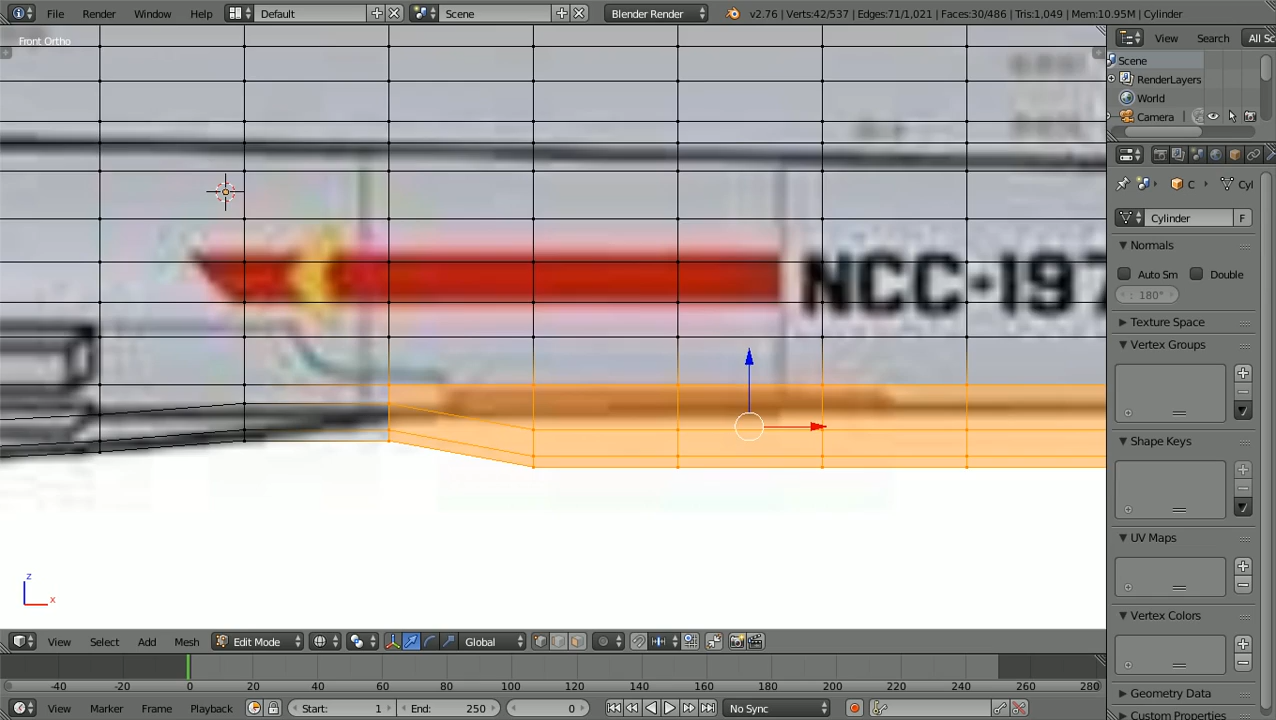 File Render Window Help Default Scene Blender Render v2.76 | Verts:42/537 | Edges:71/1,021 | Faces:30/486 | Tris:1,049 | Mem:10.95M | Cylinder
Front Ortho
View Search All Sc
Scene
RenderLayers
World
Camera
C Cyl
Cylinder F
Normals
Auto Sm Double
: 180°
Texture Space
Vertex Groups
Shape Keys
UV Maps
Vertex Colors
Geometry Data
Custom Properties
NCC-197
z
x
View Select Add Mesh Edit Mode Global
-40 -20 0 20 40 60 80 100 120 140 160 180 200 220 240 260 280
View Marker Frame Playback Start: 1 End: 250 0 No Sync